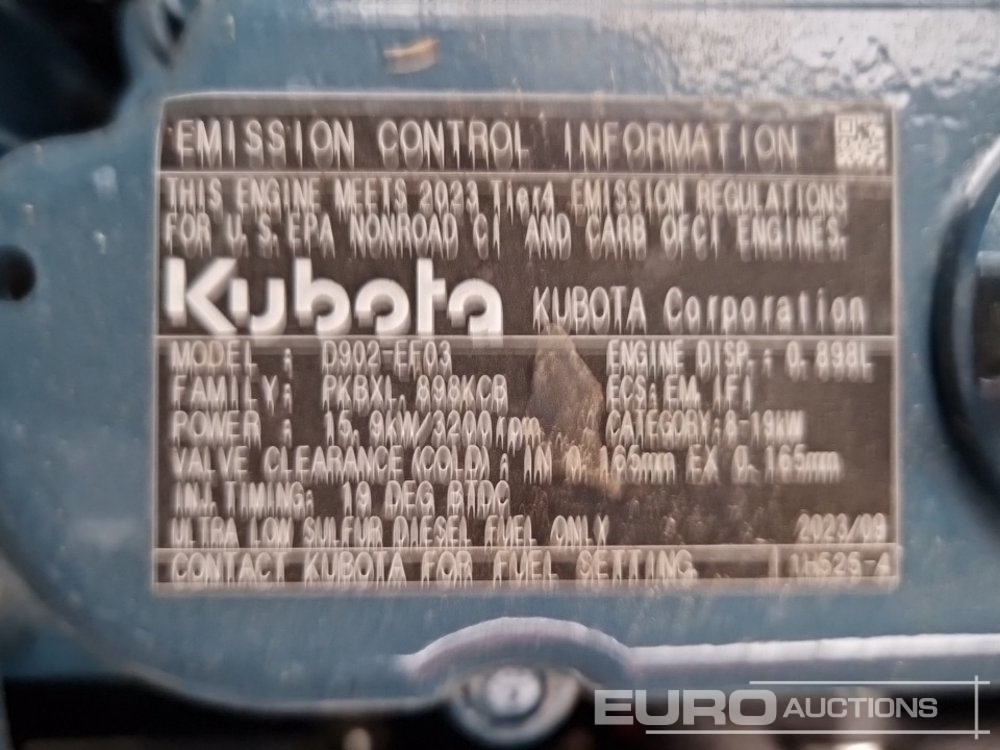 EMISSION CONTROL INFORMATION
THIS ENGINE MEETS 2023 Tier4 EMISSION REGULATIONS
FOR U.S.EPA NONROAD CI AND CARB OFCI ENGINES.
Kubota KUBOTA Corporation
MODEL : D902-EF03 ENGINE DISP.: 0.898L
FAMILY: PKBXL.898KCB ECS:EM,IFI
POWER : 15.9kW/3200rpm CATEGORY:8-19kW
VALVE CLEARANCE(COLD): IN 0.165mm EX 0.165mm
INJ.TIMING: 19 DEG BTDC
ULTRA LOW SULFUR DIESEL FUEL ONLY 2023/09
CONTACT KUBOTA FOR FUEL SETTING. 1H525-4
EURO AUCTIONS